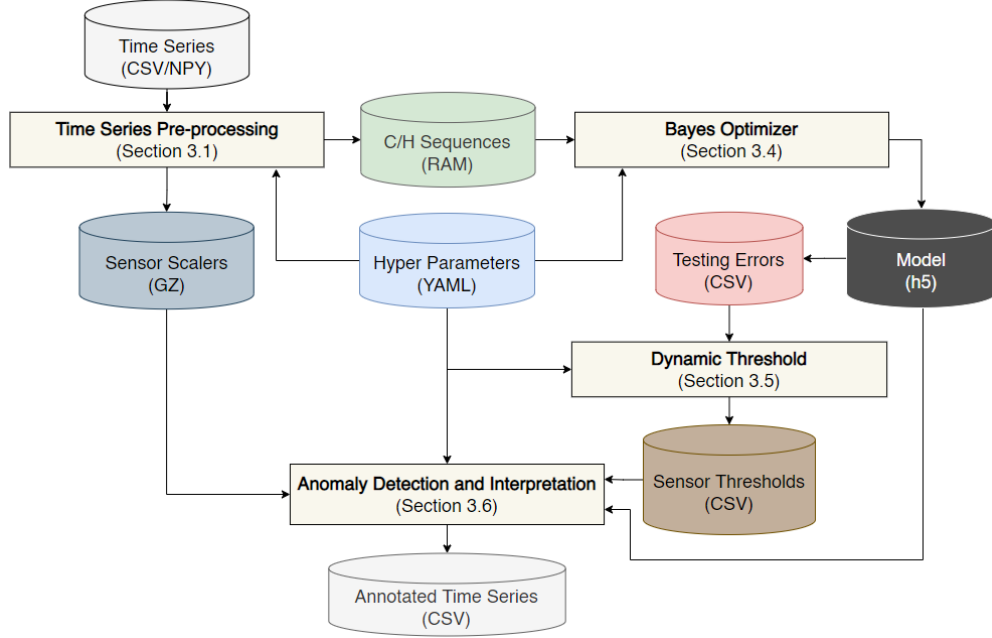 Time Series
(CSV/NPY)
Time Series Pre-processing
(Section 3.1)
C/H Sequences
(RAM)
Bayes Optimizer
(Section 3.4)
Sensor Scalers
(GZ)
Hyper Parameters
(YAML)
Testing Errors
(CSV)
Model
(h5)
Dynamic Threshold
(Section 3.5)
Anomaly Detection and Interpretation
(Section 3.6)
Sensor Thresholds
(CSV)
Annotated Time Series
(CSV)